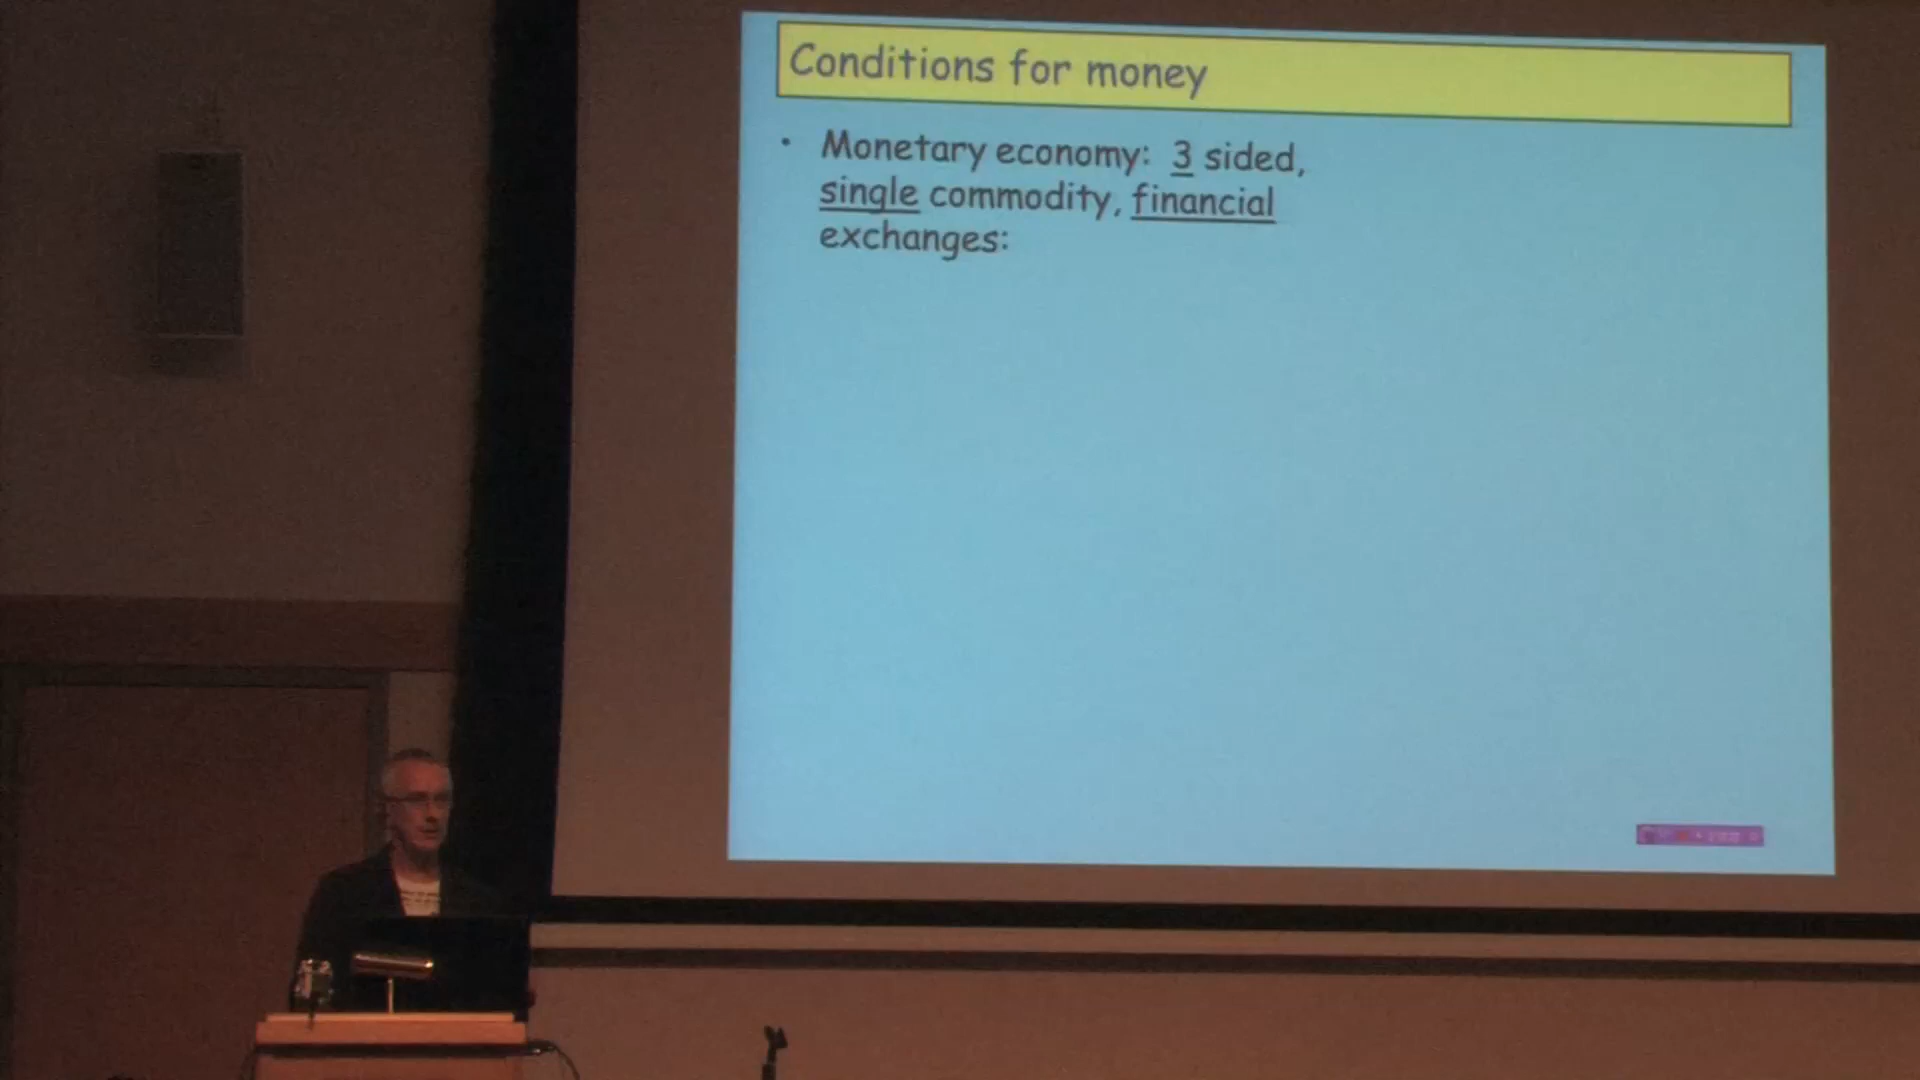 Conditions for money
• Monetary economy: 3 sided,
single commodity, financial
exchanges: